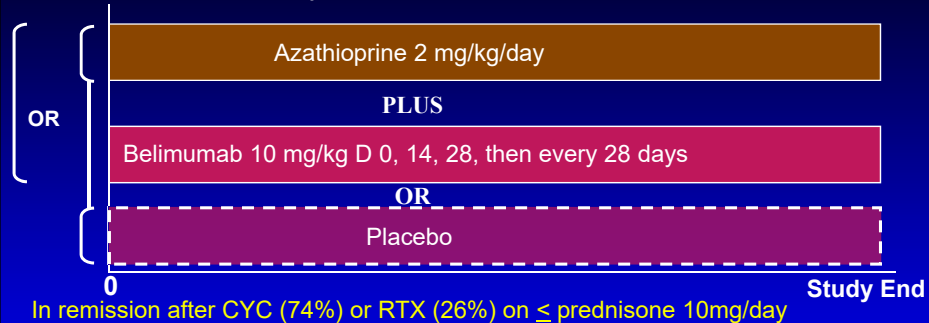 Azathioprine 2 mg/kg/day
PLUS
OR
Belimumab 10 mg/kg D 0, 14, 28, then every 28 days
OR
Placebo
0
Study End
In remission after CYC (74%) or RTX (26%) on ≤ prednisone 10mg/day